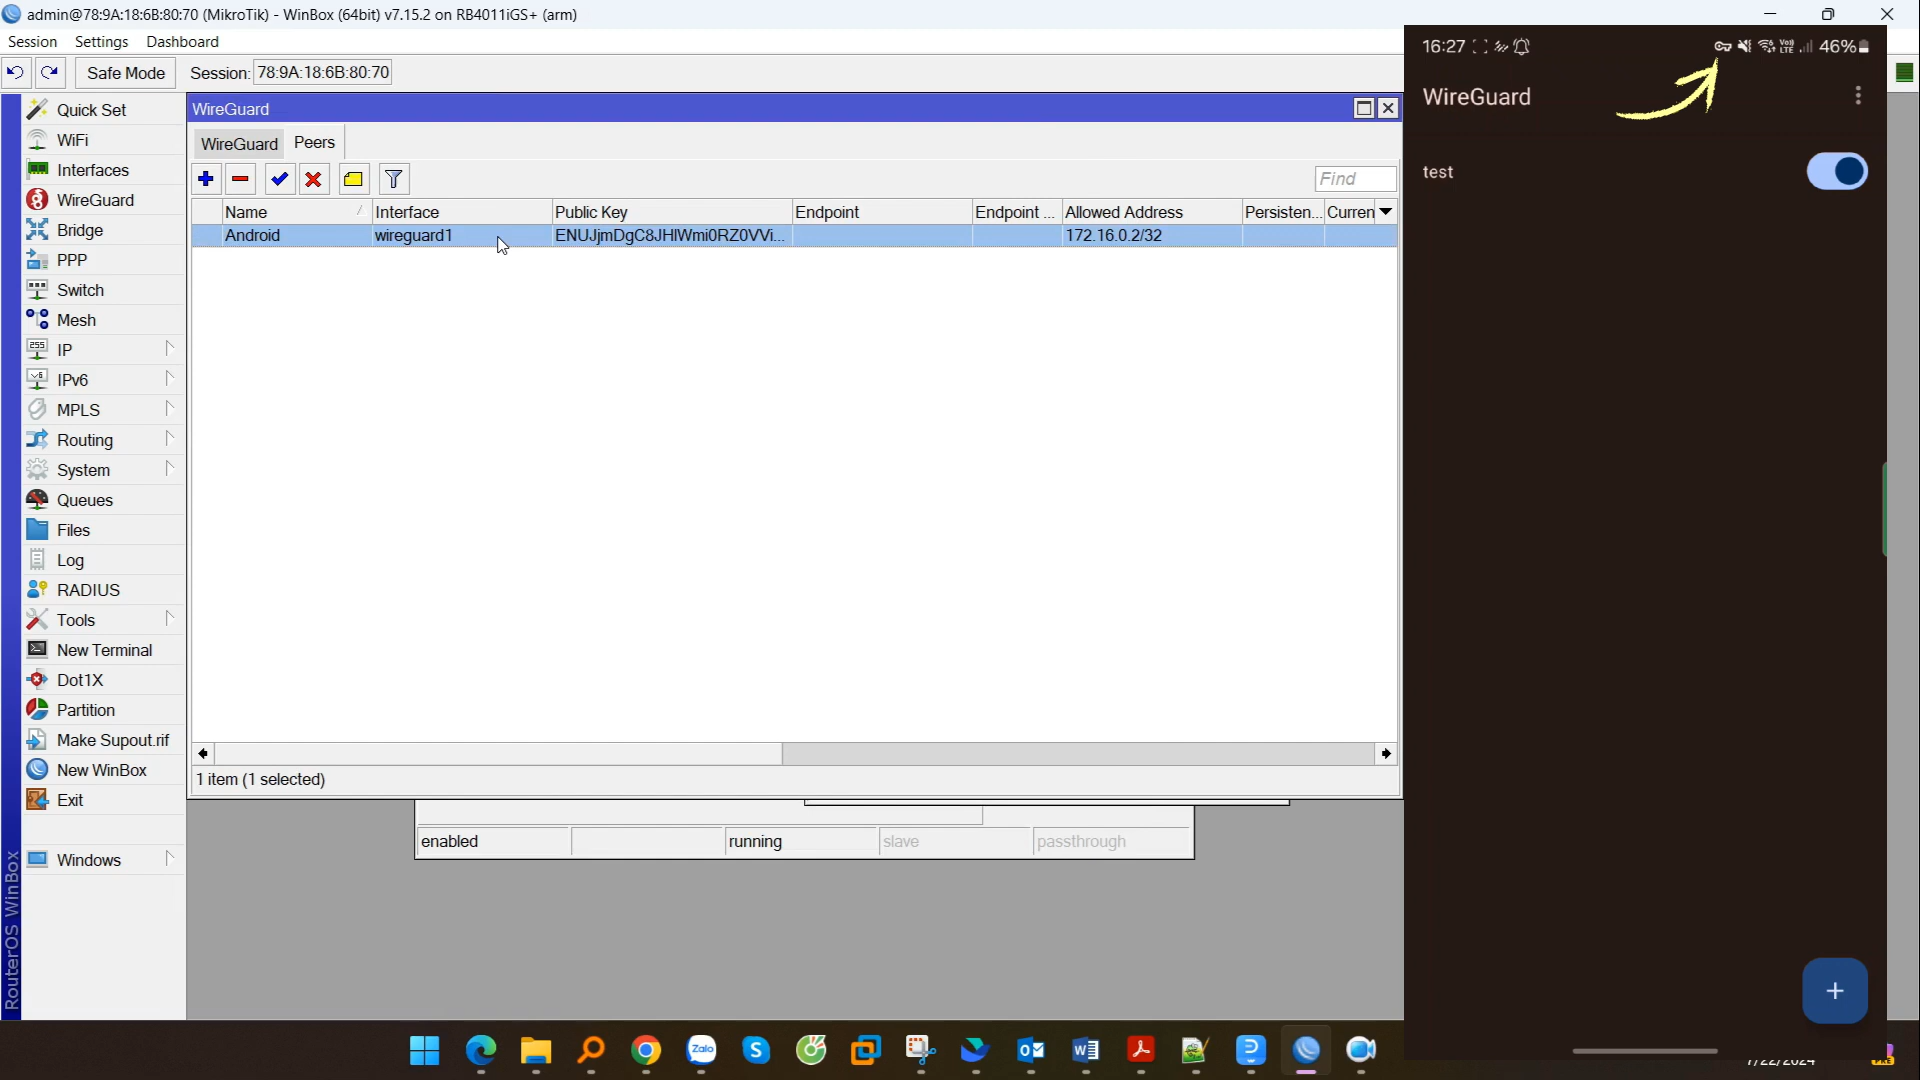 admin@78:9A:18:6B:80:70 (MikroTik) - WinBox (64bit) v7.15.2 on RB4011iGS+ (arm)
Session Settings Dashboard
Safe Mode Session: 78:9A:18:6B:80:70
Quick Set
WiFi
Interfaces
WireGuard
Bridge
PPP
Switch
Mesh
IP
IPv6
MPLS
Routing
System
Queues
Files
Log
RADIUS
Tools
New Terminal
Dot1X
Partition
Make Supout.rif
New WinBox
Exit
Windows
RouterOS WinBox
WireGuard
WireGuard Peers
Find
Name Interface Public Key Endpoint Endpoint ... Allowed Address Persisten... Curren
Android wireguard1 ENUJjmDgC8JHIWmi0RZ0VVi... 172.16.0.2/32
1 item (1 selected)
enabled running slave passthrough
16:27 46%
WireGuard
test
+
Zalo
7/22/2024
PRE